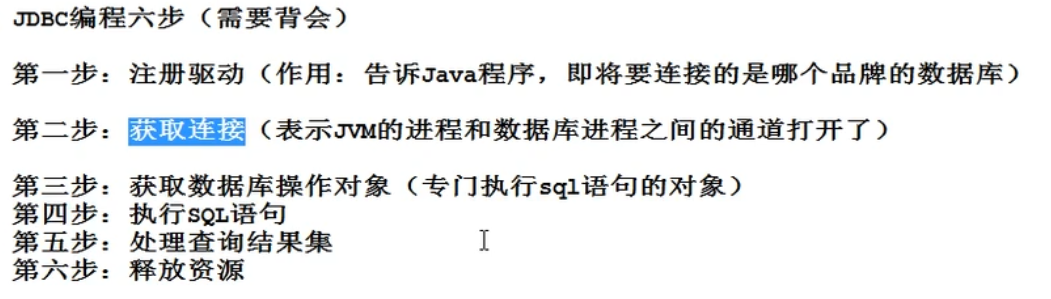 JDBC编程六步（需要背会）
第一步：注册驱动（作用：告诉Java程序，即将要连接的是哪个品牌的数据库）
第二步：获取连接（表示JVM的进程和数据库进程之间的通道打开了）
第三步：获取数据库操作对象（专门执行sql语句的对象）
第四步：执行SQL语句
第五步：处理查询结果集
第六步：释放资源